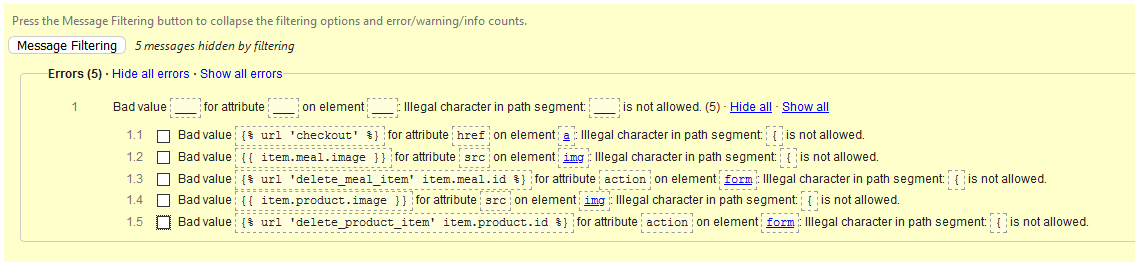 Press the Message Filtering button to collapse the filtering options and error/warning/info counts.
Message Filtering 5 messages hidden by filtering
Errors (5) · Hide all errors · Show all errors
1 Bad value ___ for attribute ___ on element ___: Illegal character in path segment: ___ is not allowed. (5) · Hide all · Show all
1.1 Bad value {% url 'checkout' %} for attribute href on element a: Illegal character in path segment: { is not allowed.
1.2 Bad value {{ item.meal.image }} for attribute src on element img: Illegal character in path segment: { is not allowed.
1.3 Bad value {% url 'delete_meal_item' item.meal.id %} for attribute action on element form: Illegal character in path segment: { is not allowed.
1.4 Bad value {{ item.product.image }} for attribute src on element img: Illegal character in path segment: { is not allowed.
1.5 Bad value {% url 'delete_product_item' item.product.id %} for attribute action on element form: Illegal character in path segment: { is not allowed.